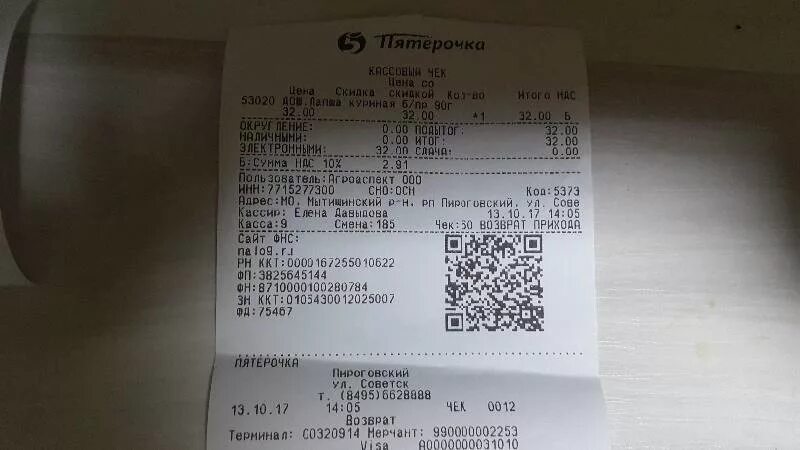 5 Пятёрочка
КАССОВЫЙ ЧЕК
Цена со
Цена Скидка скидкой Кол-во Итого НДС
53020 ДОШ.Лапша куриная б/пр 90г
32.00 32.00 *1 32.00 Б
ОКРУГЛЕНИЕ: 0.00 ПОДЫТОГ: 32.00
НАЛИЧНЫМИ: 0.00 ИТОГ: 32.00
ЭЛЕКТРОННЫМИ: 32.00 СДАЧА: 0.00
Б:Сумма НДС 10% 2.91
Пользователь:Агроаспект ООО
ИНН:7715277300 СНО:ОСН Код:5373
Адрес:МО, Мытищинский р-н, рп Пироговский, ул. Сове
Кассир: Елена Давыдова 13.10.17 14:05
Касса:9 Смена:185 Чек:60 ВОЗВРАТ ПРИХОДА
Сайт ФНС:
nalog.ru
РН ККТ:0000167255010622
ФП:3825645144
ФН:8710000100280784
ЗН ККТ:0105430012025007
ФД:75467
ПЯТЕРОЧКА
Пироговский
ул. Советск
т. (8495)6628888
13.10.17 14:05 ЧЕК 0012
Возврат
Терминал: C0320914 Мерчант: 990000002253
Visa A0000000031010